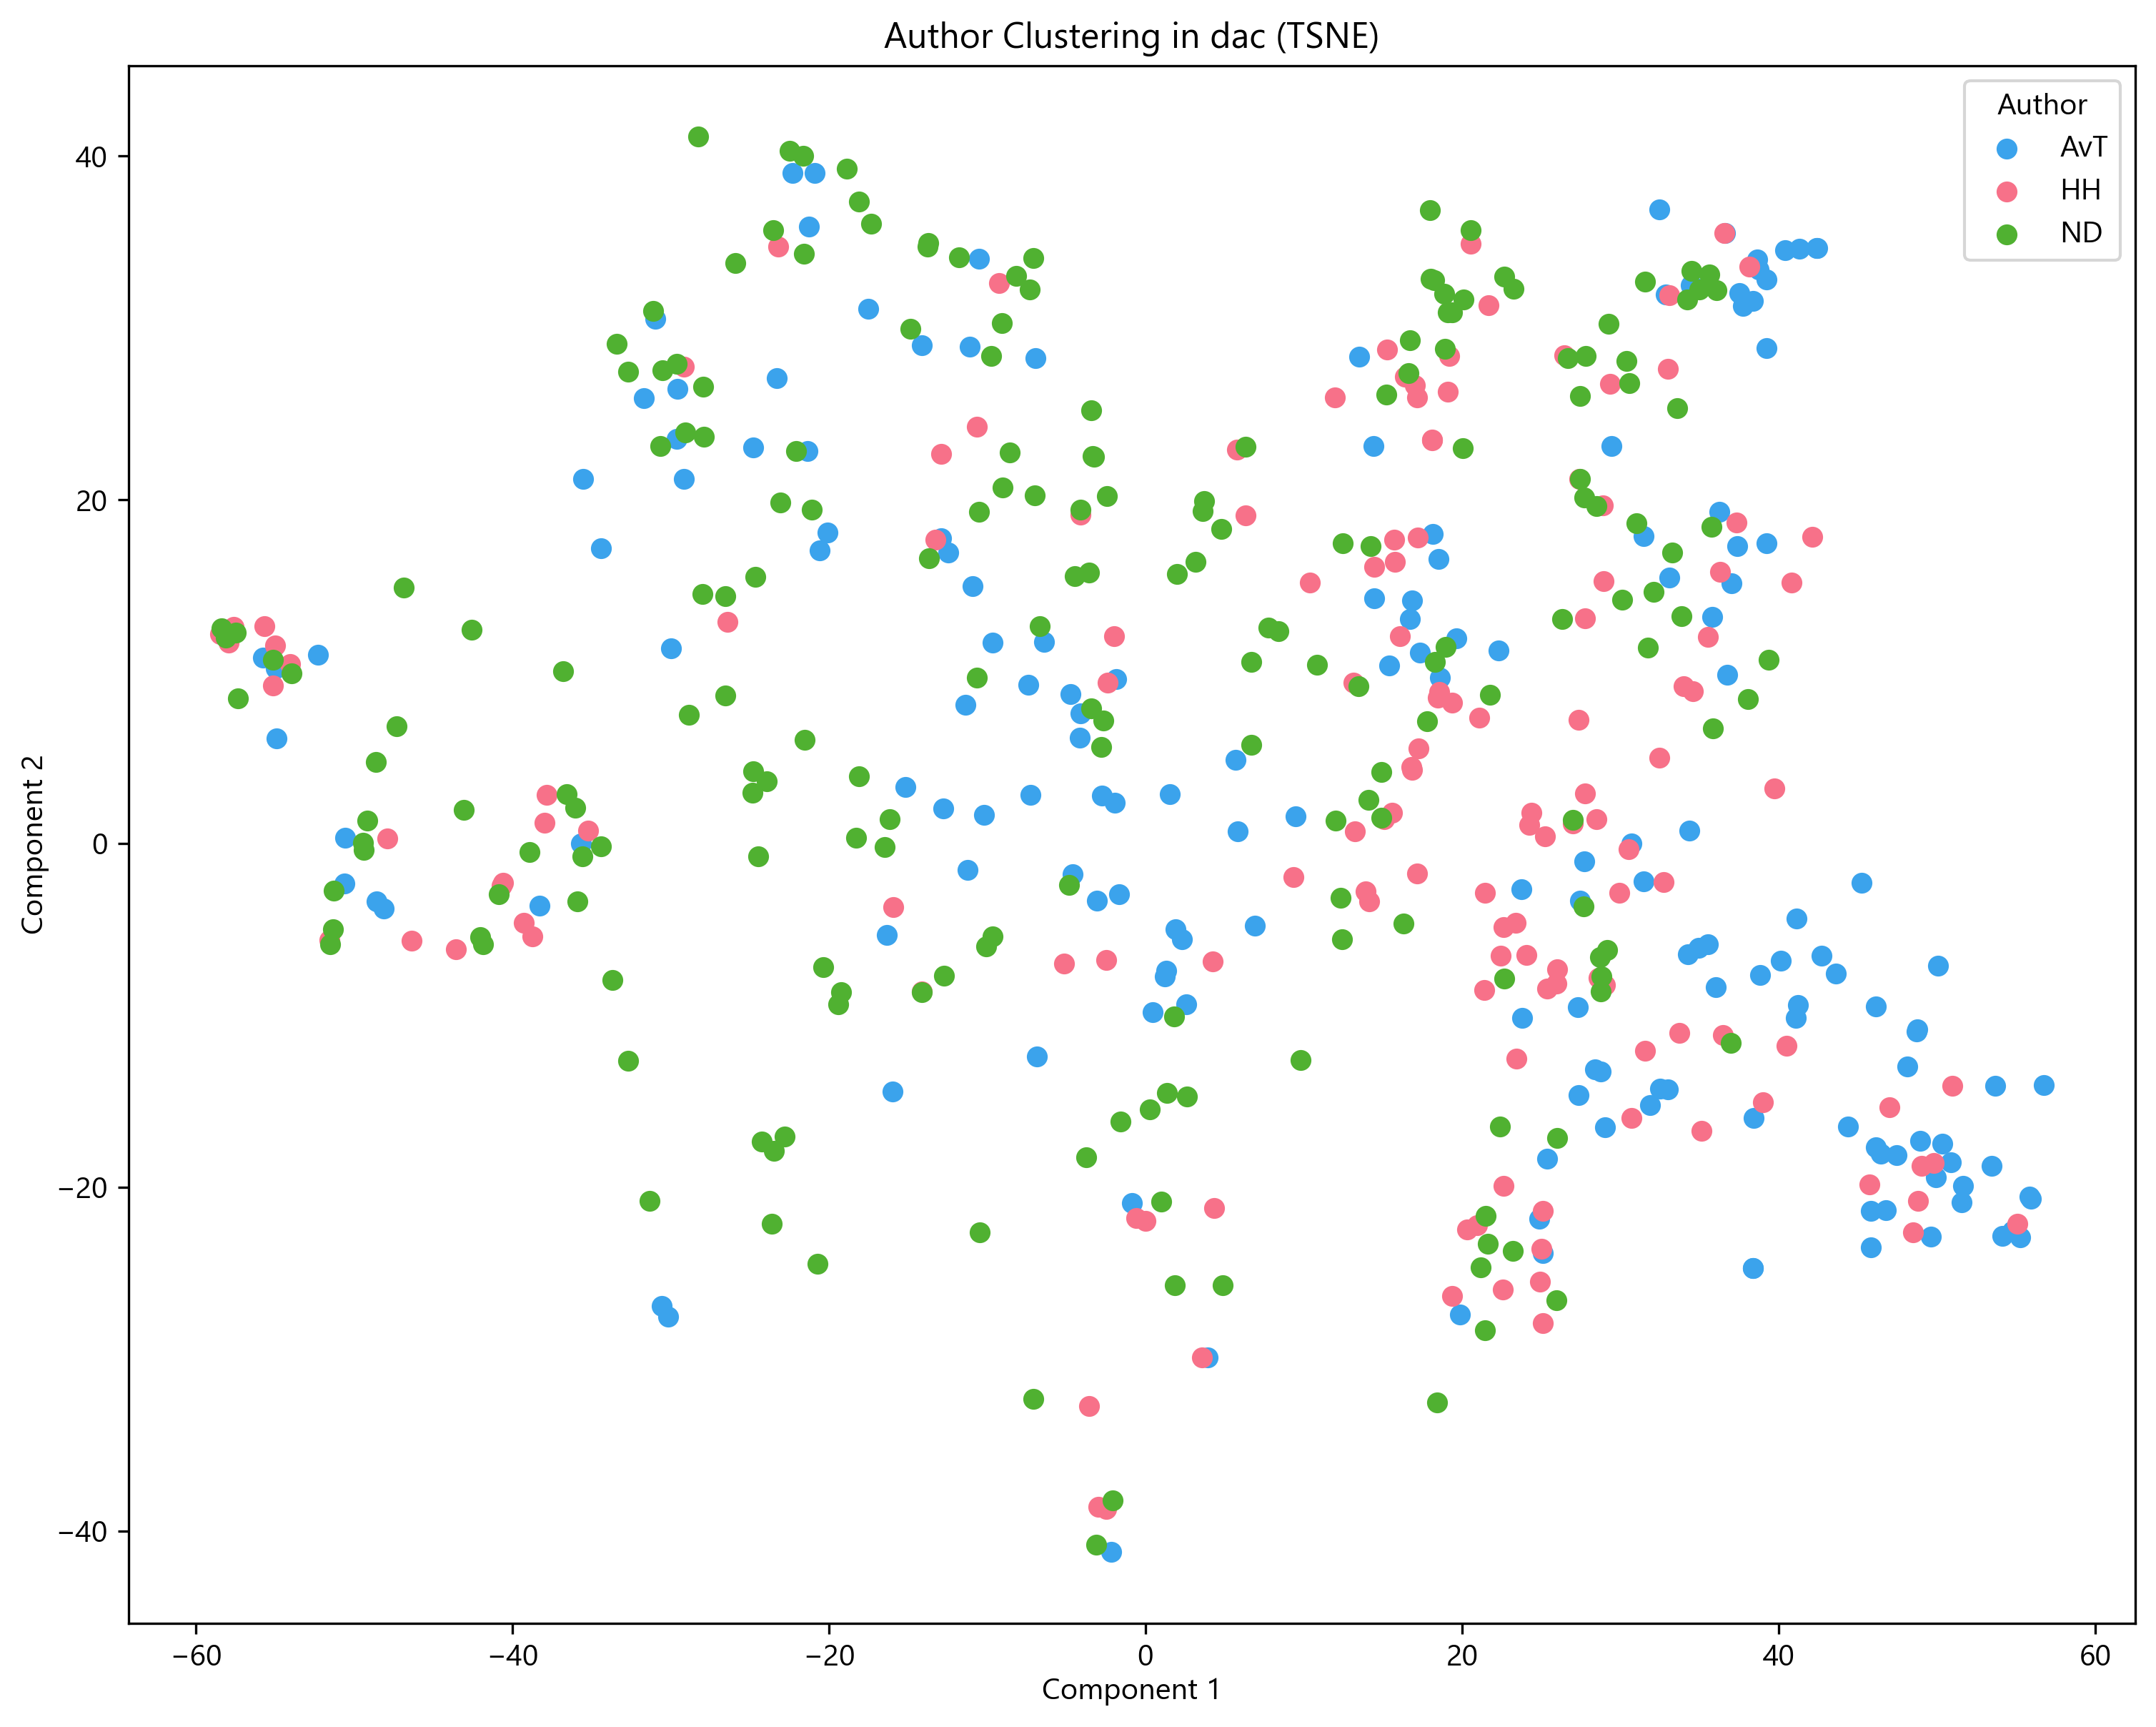 Author Clustering in dac (TSNE)
Author
AvT
HH
ND
Component 2
40
20
0
−20
−40
−60
−40
−20
0
20
40
60
Component 1